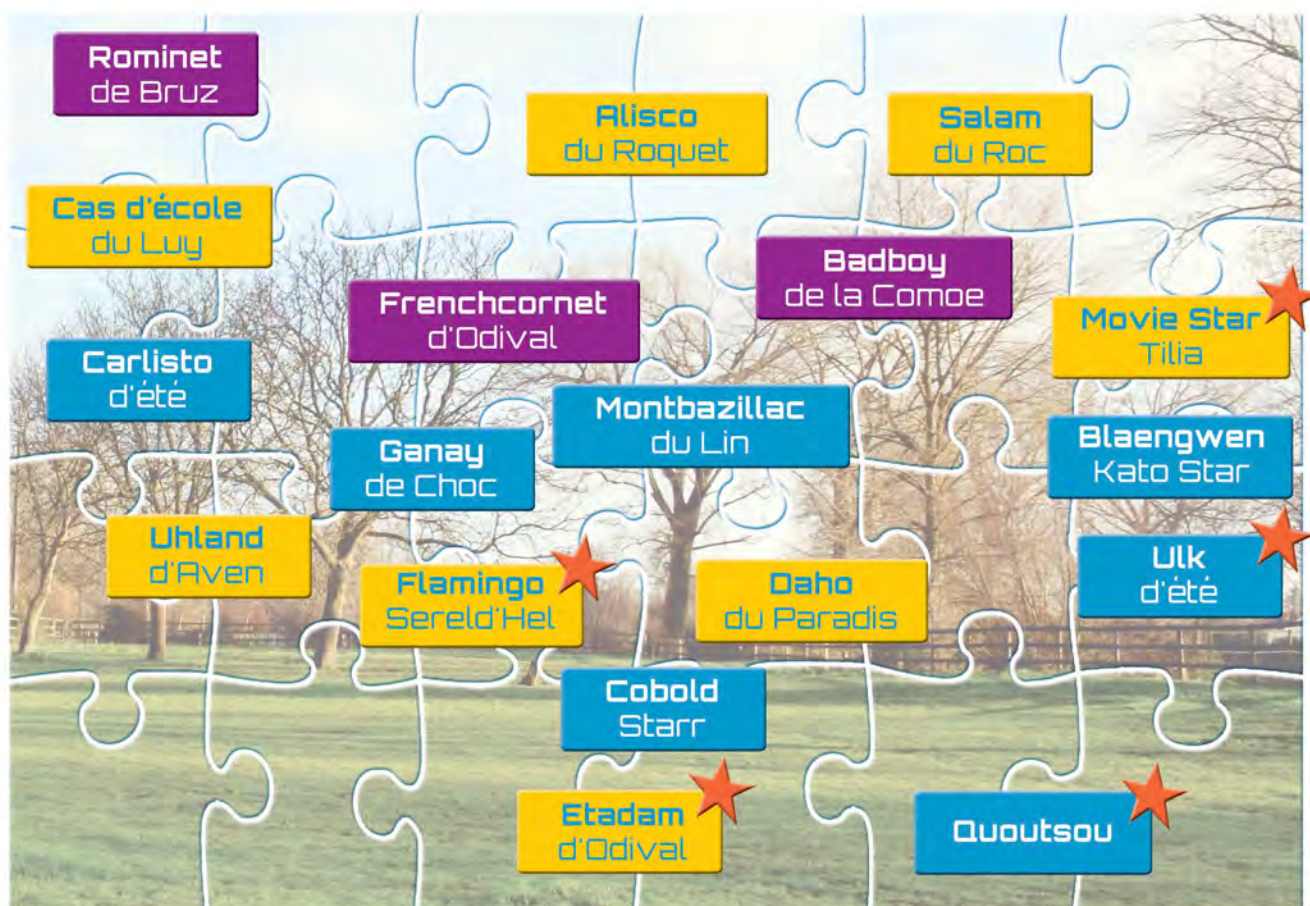 Rominet
de Bruz
Alisco
du Roquet
Salam
du Roc
Cas d'école
du Luy
Badboy
de la Comoe
Frenchcornet
d'Odival
Movie Star
Tilia
Carlisto
d'été
Montbazillac
du Lin
Ganay
de Choc
Blaengwen
Kato Star
Uhland
d'Aven
Ulk
d'été
Flamingo
Sereld'Hel
Daho
du Paradis
Cobold
Starr
Etadam
d'Odival
Quoutsou